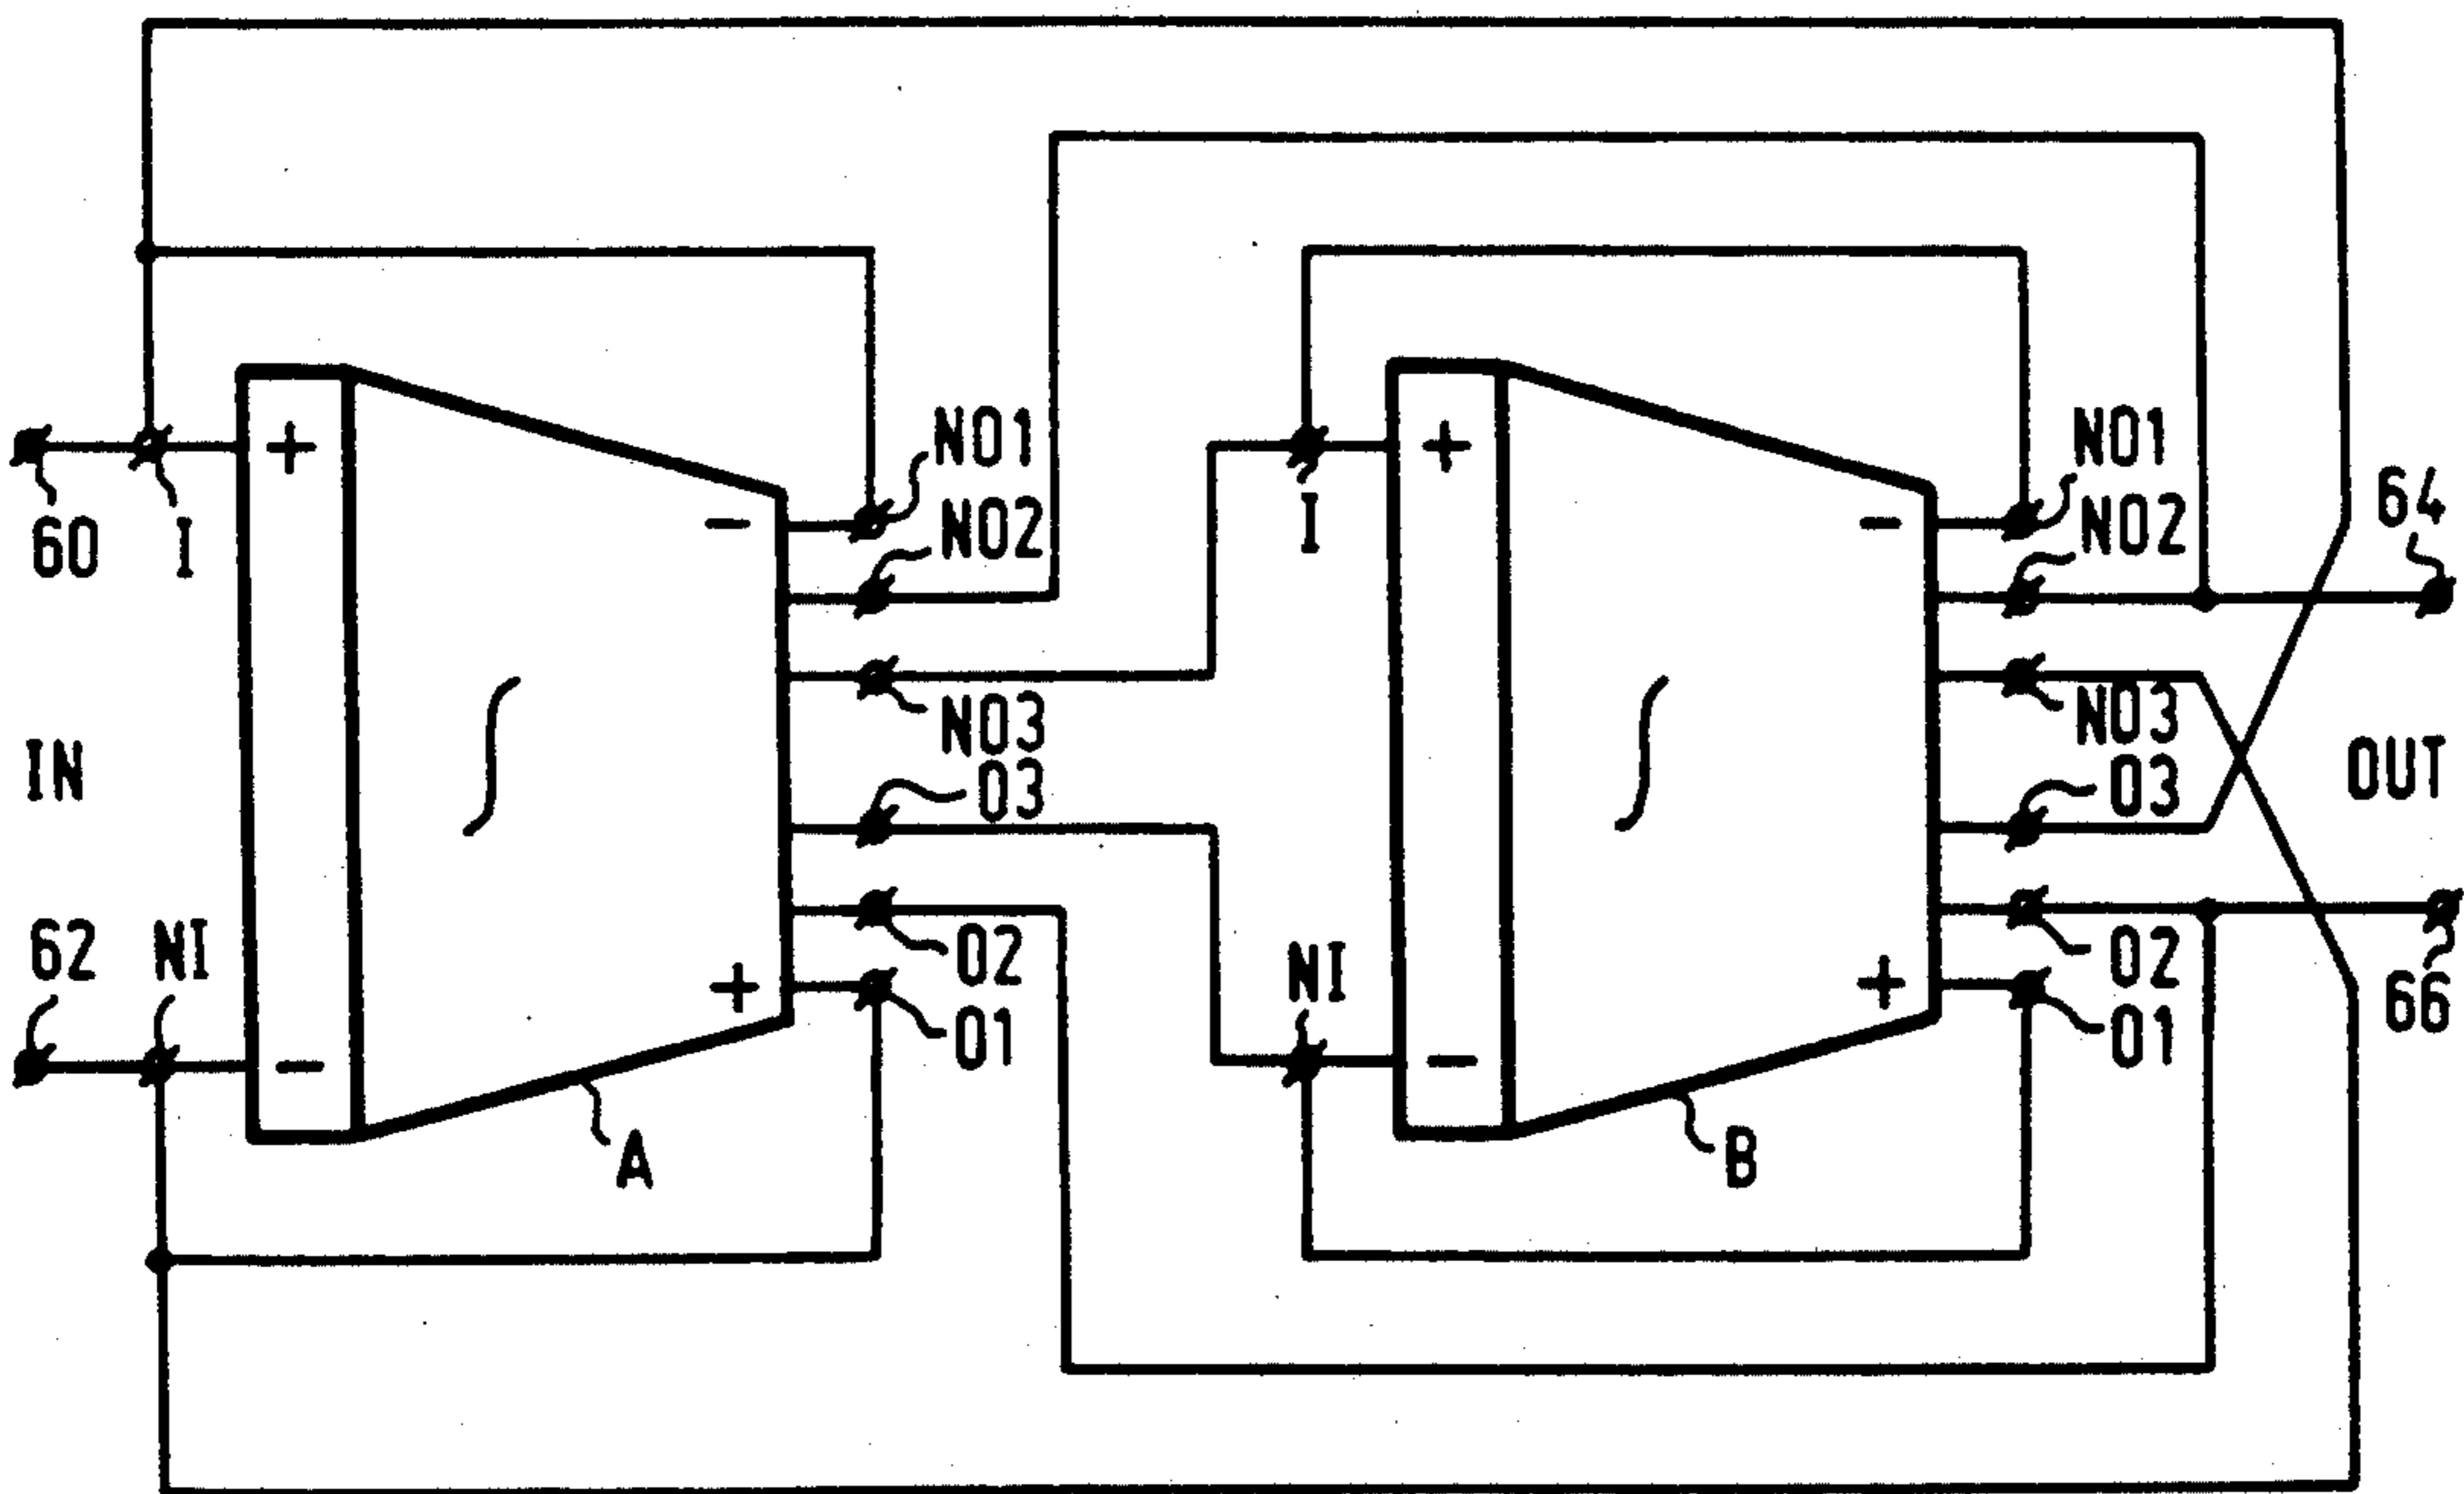 +
60 I
IN
62 NI
-
-
NO1
NO2
NO3
O3
O2
O1
+
A
+
I
NI
-
-
NO1
NO2
NO3
O3
O2
O1
+
B
64
OUT
66